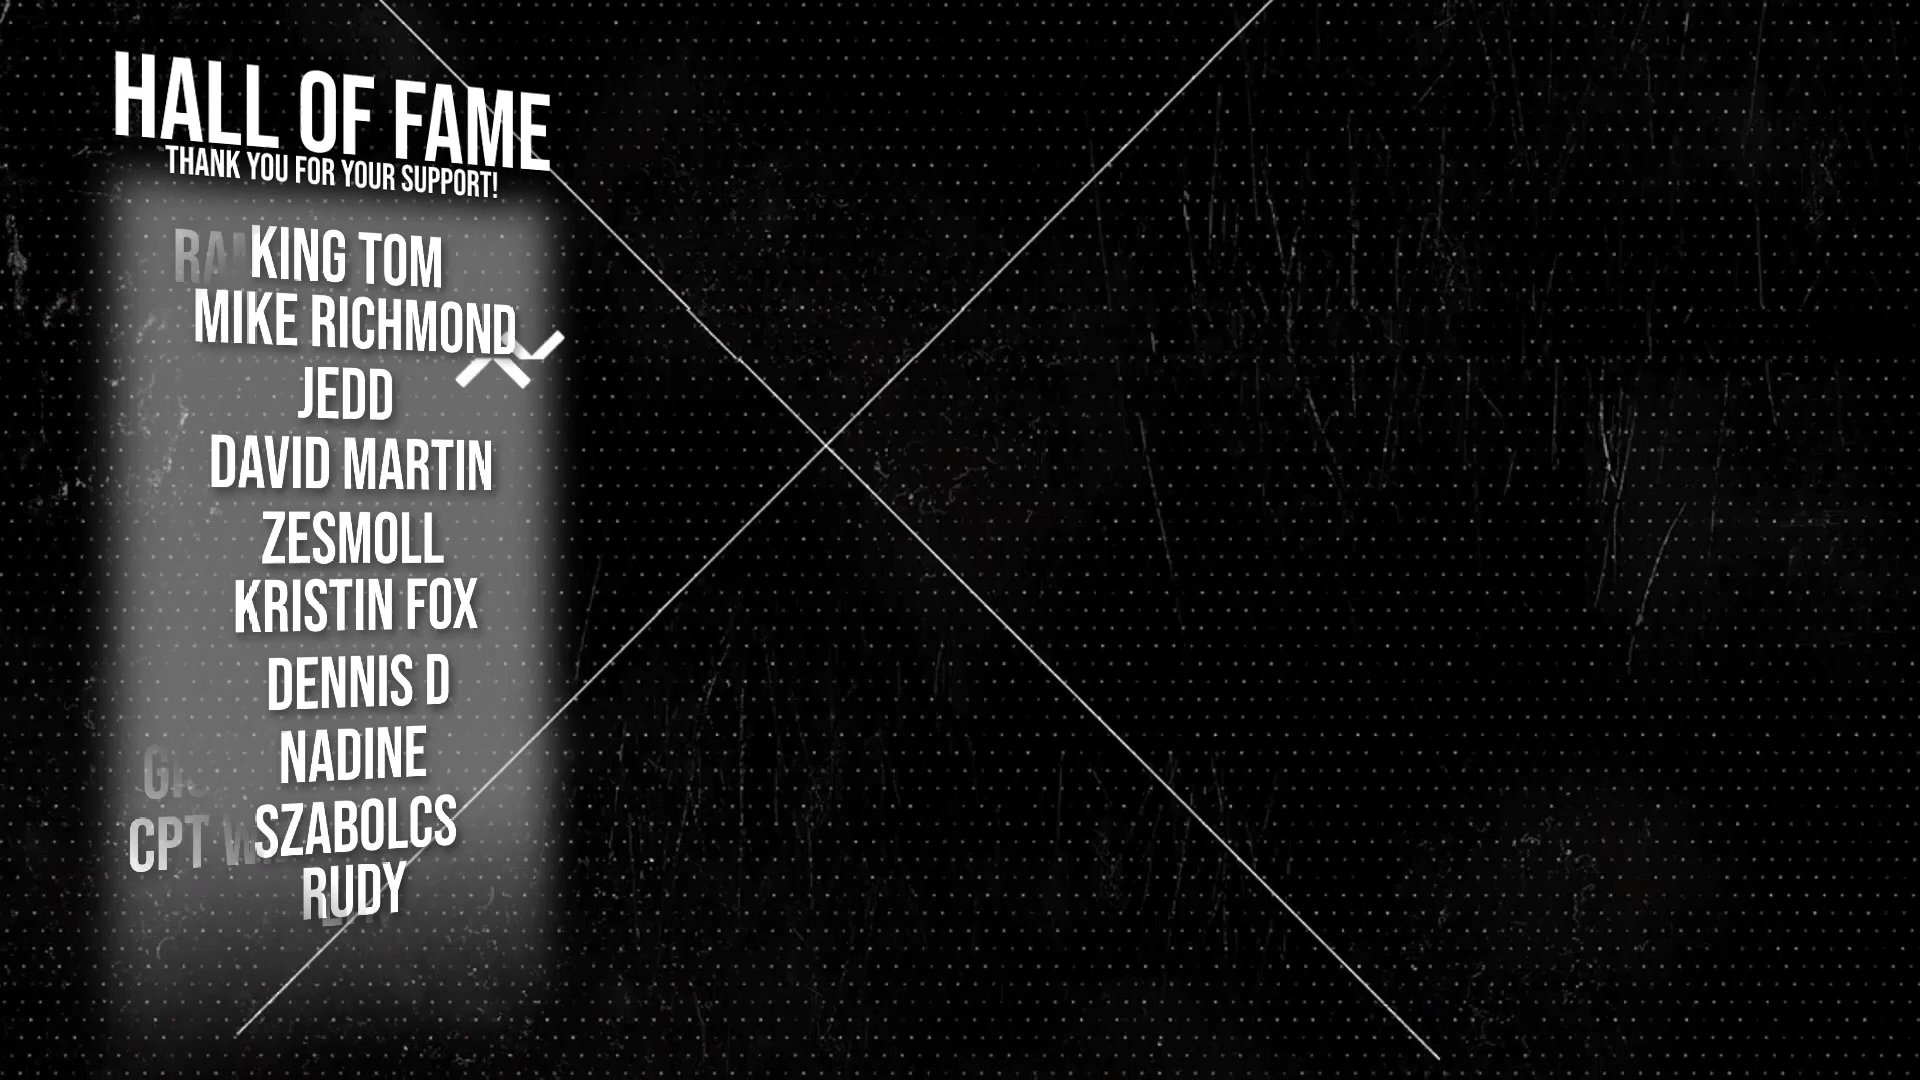 HALL OF FAME
THANK YOU FOR YOUR SUPPORT!
KING TOM
MIKE RICHMOND
JEDD
DAVID MARTIN
ZESMOLL
KRISTIN FOX
DENNIS D
NADINE
CPT
SZABOLCS
RUDY